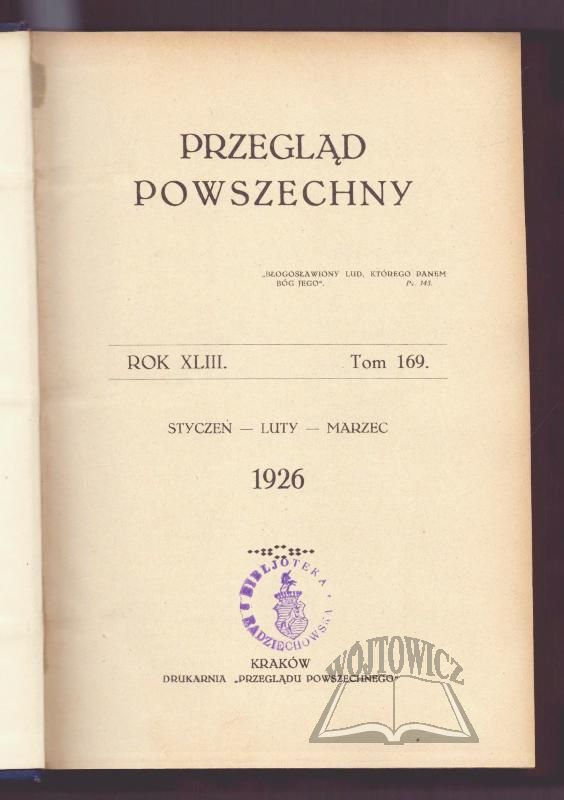 PRZEGLĄD
POWSZECHNY
„BŁOGOSŁAWIONY LUD, KTÓREGO PANEM
BÓG JEGO“. Ps. 143.
ROK XLIII. Tom 169.
STYCZEŃ — LUTY — MARZEC
1926
BIBLJOTEKA
RADZIECHOWSKA
KRAKÓW
DRUKARNIA „PRZEGLĄDU POWSZECHNEGO“
WÓJTOWICZ